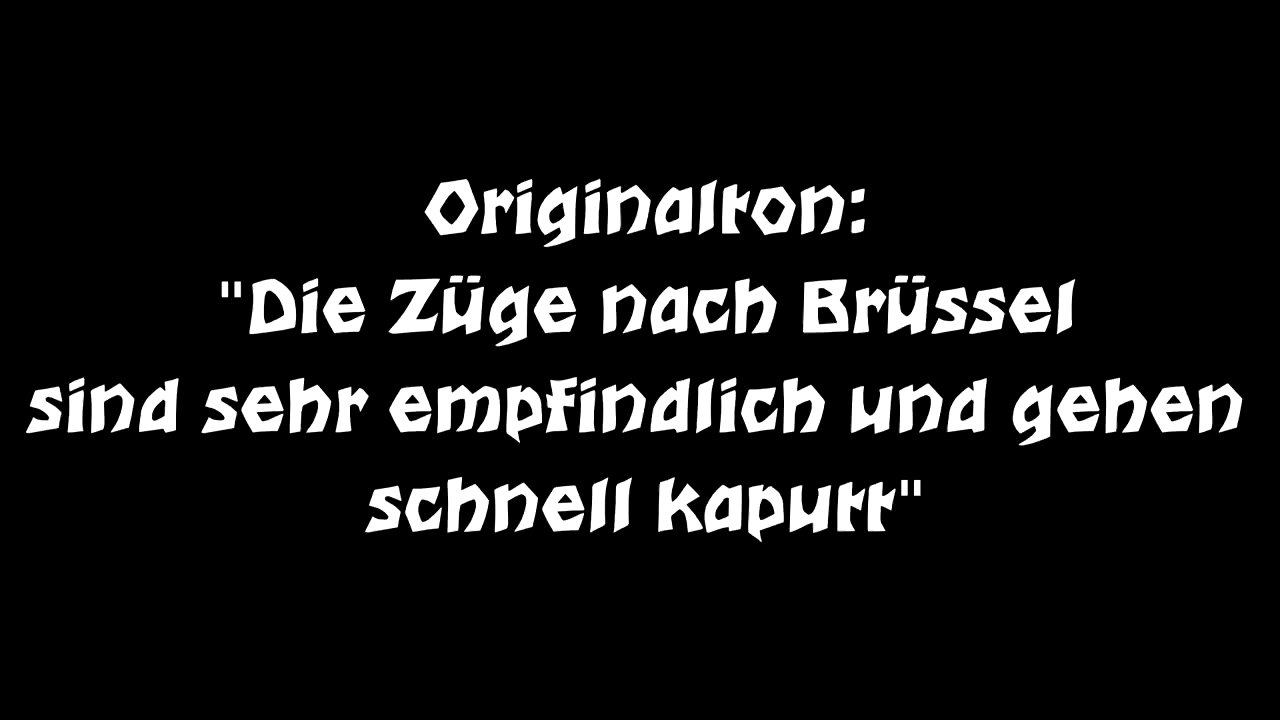 Originalton:
"Die Züge nach Brüssel
sind sehr empfindlich und gehen
schnell kaputt"